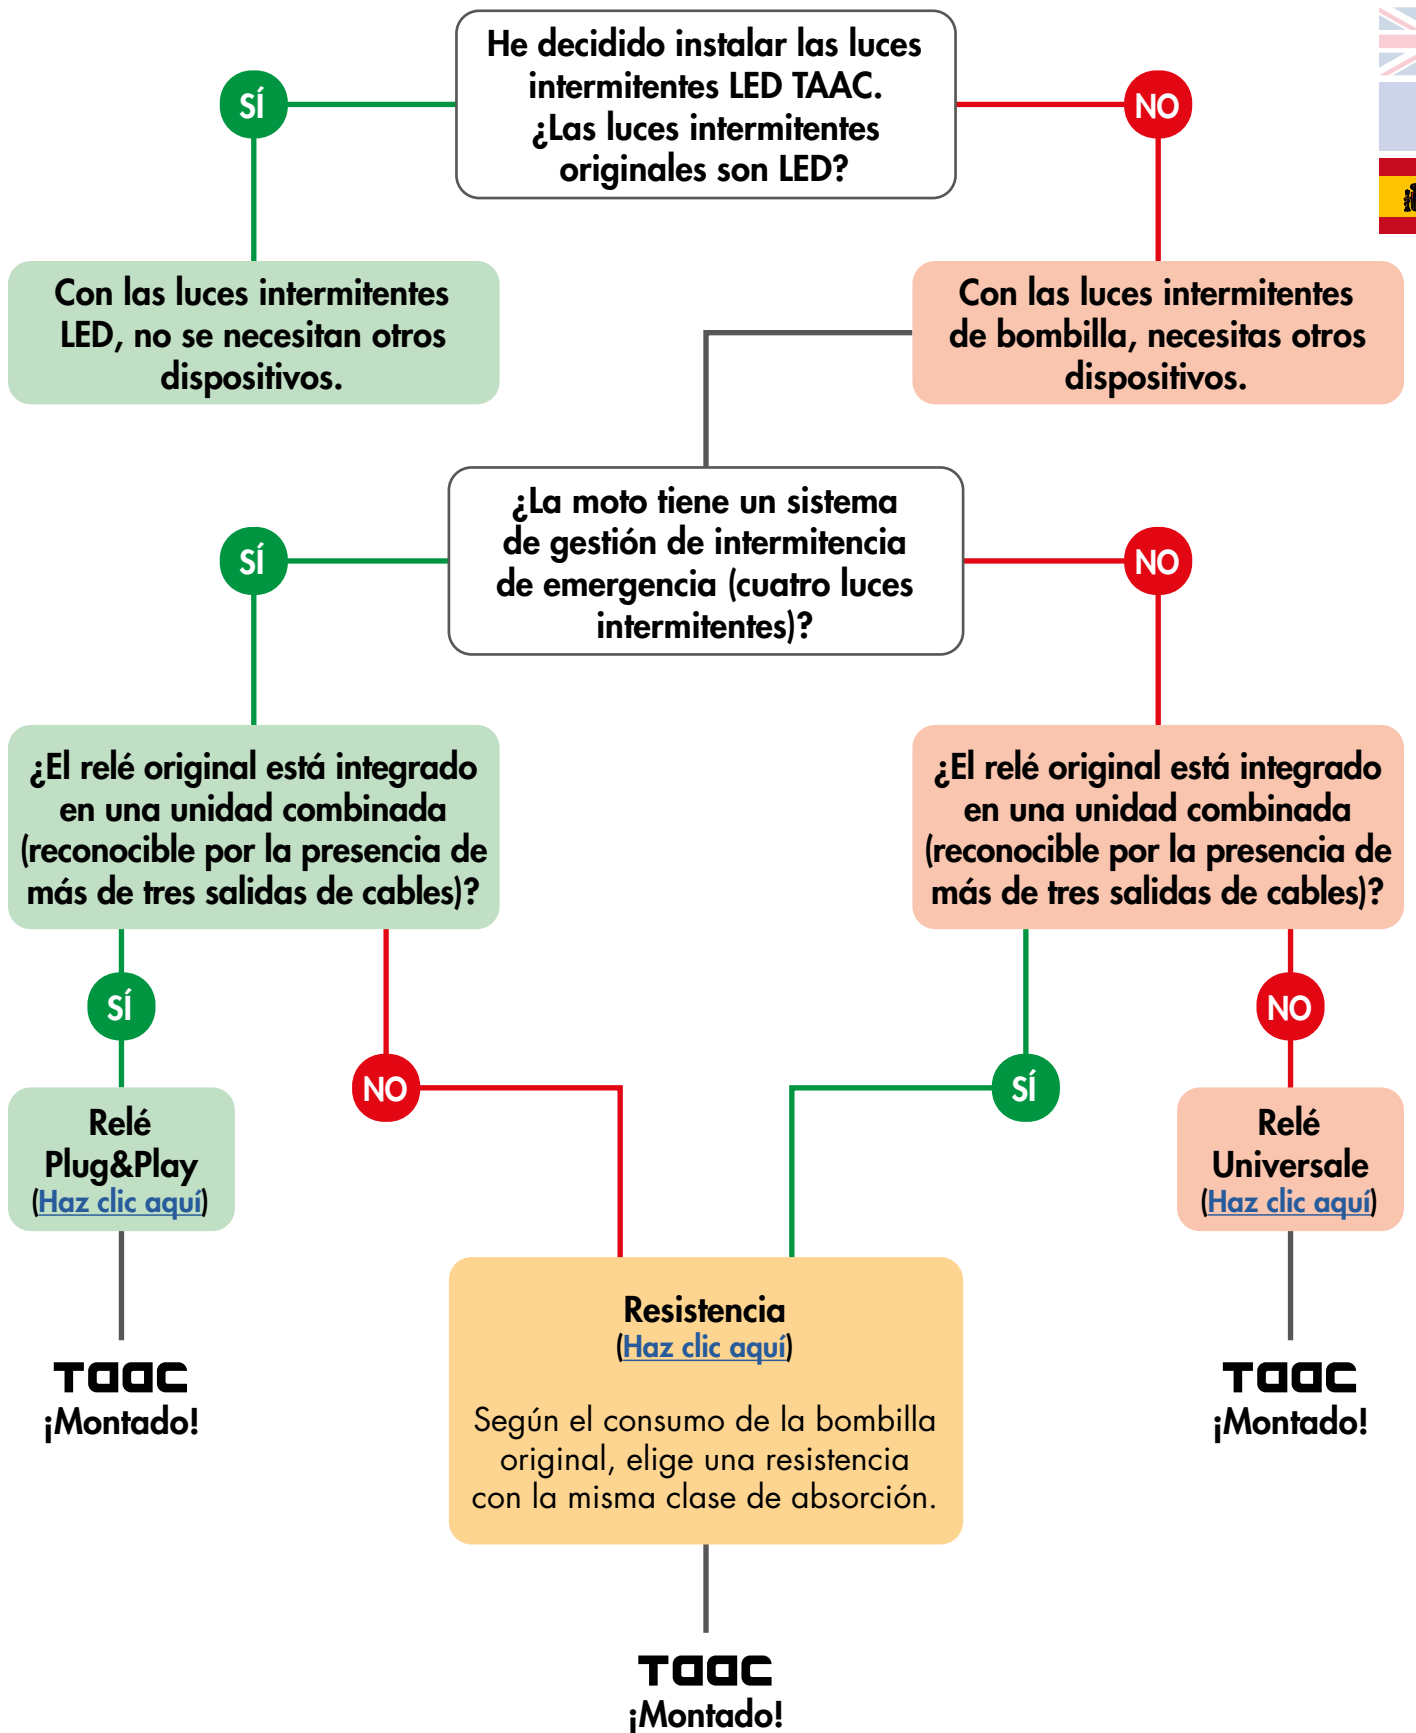 He decidido instalar las luces
intermitentes LED TAAC.
¿Las luces intermitentes
originales son LED?
SÍ
NO
Con las luces intermitentes
LED, no se necesitan otros
dispositivos.
Con las luces intermitentes
de bombilla, necesitas otros
dispositivos.
¿La moto tiene un sistema
de gestión de intermitencia
de emergencia (cuatro luces
intermitentes)?
SÍ
NO
¿El relé original está integrado
en una unidad combinada
(reconocible por la presencia de
más de tres salidas de cables)?
¿El relé original está integrado
en una unidad combinada
(reconocible por la presencia de
más de tres salidas de cables)?
SÍ
NO
SÍ
NO
Relé
Plug&Play
(Haz clic aquí)
Relé
Universale
(Haz clic aquí)
Resistencia
(Haz clic aquí)
Según el consumo de la bombilla
original, elige una resistencia
con la misma clase de absorción.
TAAC
¡Montado!
TAAC
¡Montado!
TAAC
¡Montado!